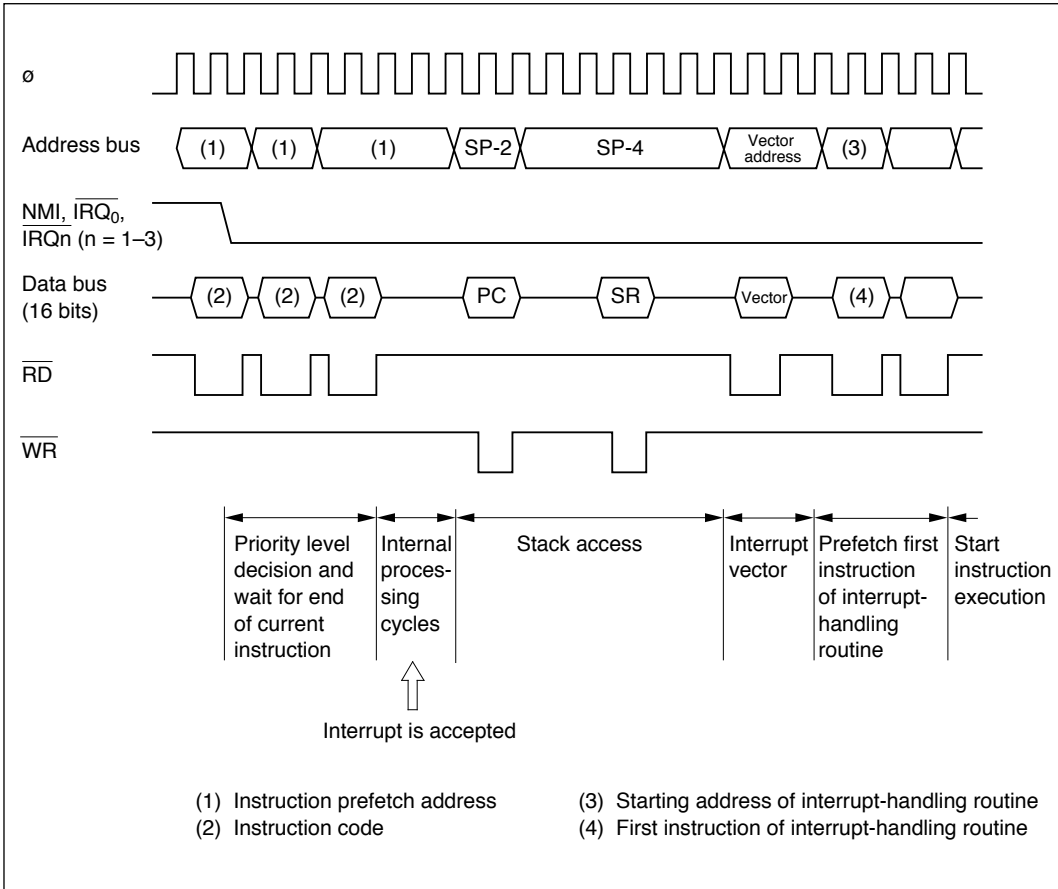 ø
Address bus
(1) (1) (1) SP-2 SP-4 Vector address (3)
NMI, IRQ0,
IRQn (n = 1–3)
Data bus
(16 bits)
(2) (2) (2) PC SR Vector (4)
RD
WR
Priority level
decision and
wait for end
of current
instruction
Internal
proces-
sing
cycles
Stack access
Interrupt
vector
Prefetch first
instruction
of interrupt-
handling
routine
Start
instruction
execution
Interrupt is accepted
(1) Instruction prefetch address
(2) Instruction code
(3) Starting address of interrupt-handling routine
(4) First instruction of interrupt-handling routine